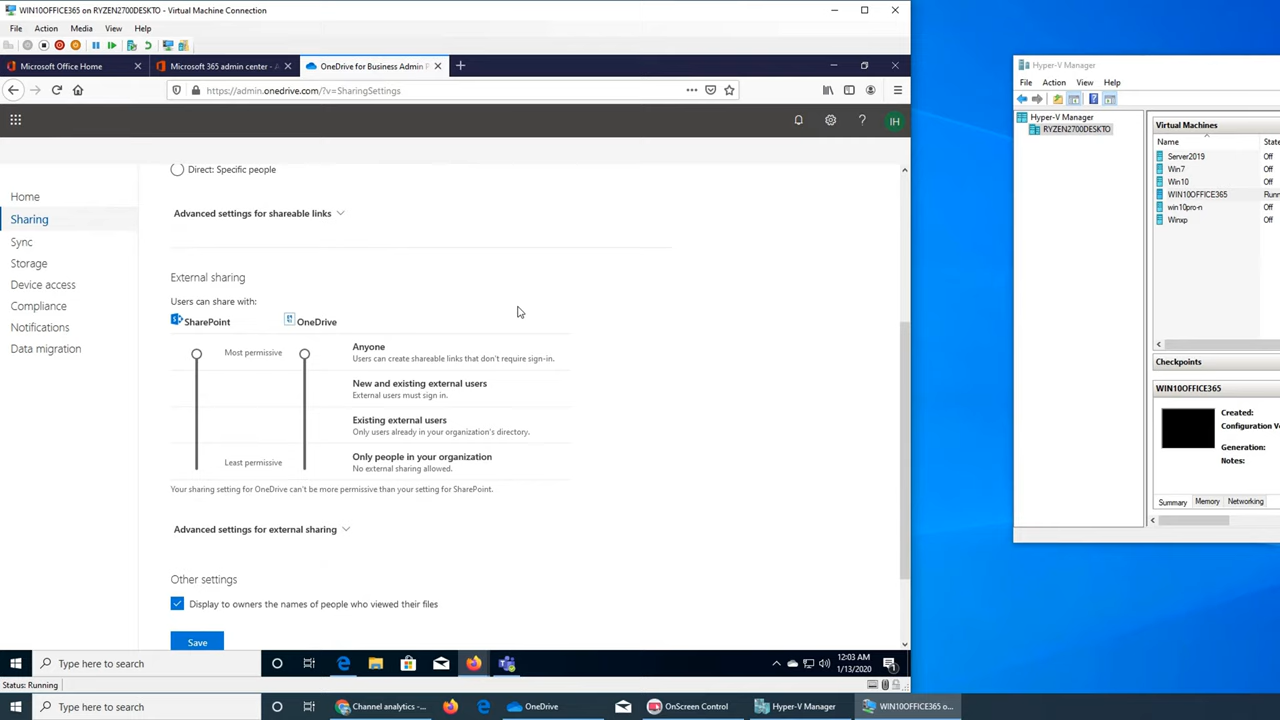 WIN10OFFICE365 on RYZEN2700DESKTO - Virtual Machine Connection
File Action Media View Help
Microsoft Office Home
Microsoft 365 admin center - A
OneDrive for Business Admin P
https://admin.onedrive.com/?v=SharingSettings
IH
Home
Sharing
Sync
Storage
Device access
Compliance
Notifications
Data migration
Direct: Specific people
Advanced settings for shareable links
External sharing
Users can share with:
SharePoint
OneDrive
Most permissive
Least permissive
Anyone
Users can create shareable links that don't require sign-in.
New and existing external users
External users must sign in.
Existing external users
Only users already in your organization's directory.
Only people in your organization
No external sharing allowed.
Your sharing setting for OneDrive can't be more permissive than your setting for SharePoint.
Advanced settings for external sharing
Other settings
Display to owners the names of people who viewed their files
Save
Type here to search
12:03 AM
1/13/2020
1
Status: Running
Hyper-V Manager
File Action View Help
Hyper-V Manager
RYZEN2700DESKTO
Virtual Machines
Name State
Server2019 Off
Win7 Off
Win10 Off
WIN10OFFICE365 Runn
win10pro-n Off
Winxp Off
Checkpoints
WIN10OFFICE365
Created:
Configuration Ve
Generation:
Notes:
Summary Memory Networking
Type here to search
Channel analytics - ...
OneDrive
OnScreen Control
Hyper-V Manager
WIN10OFFICE365 o...